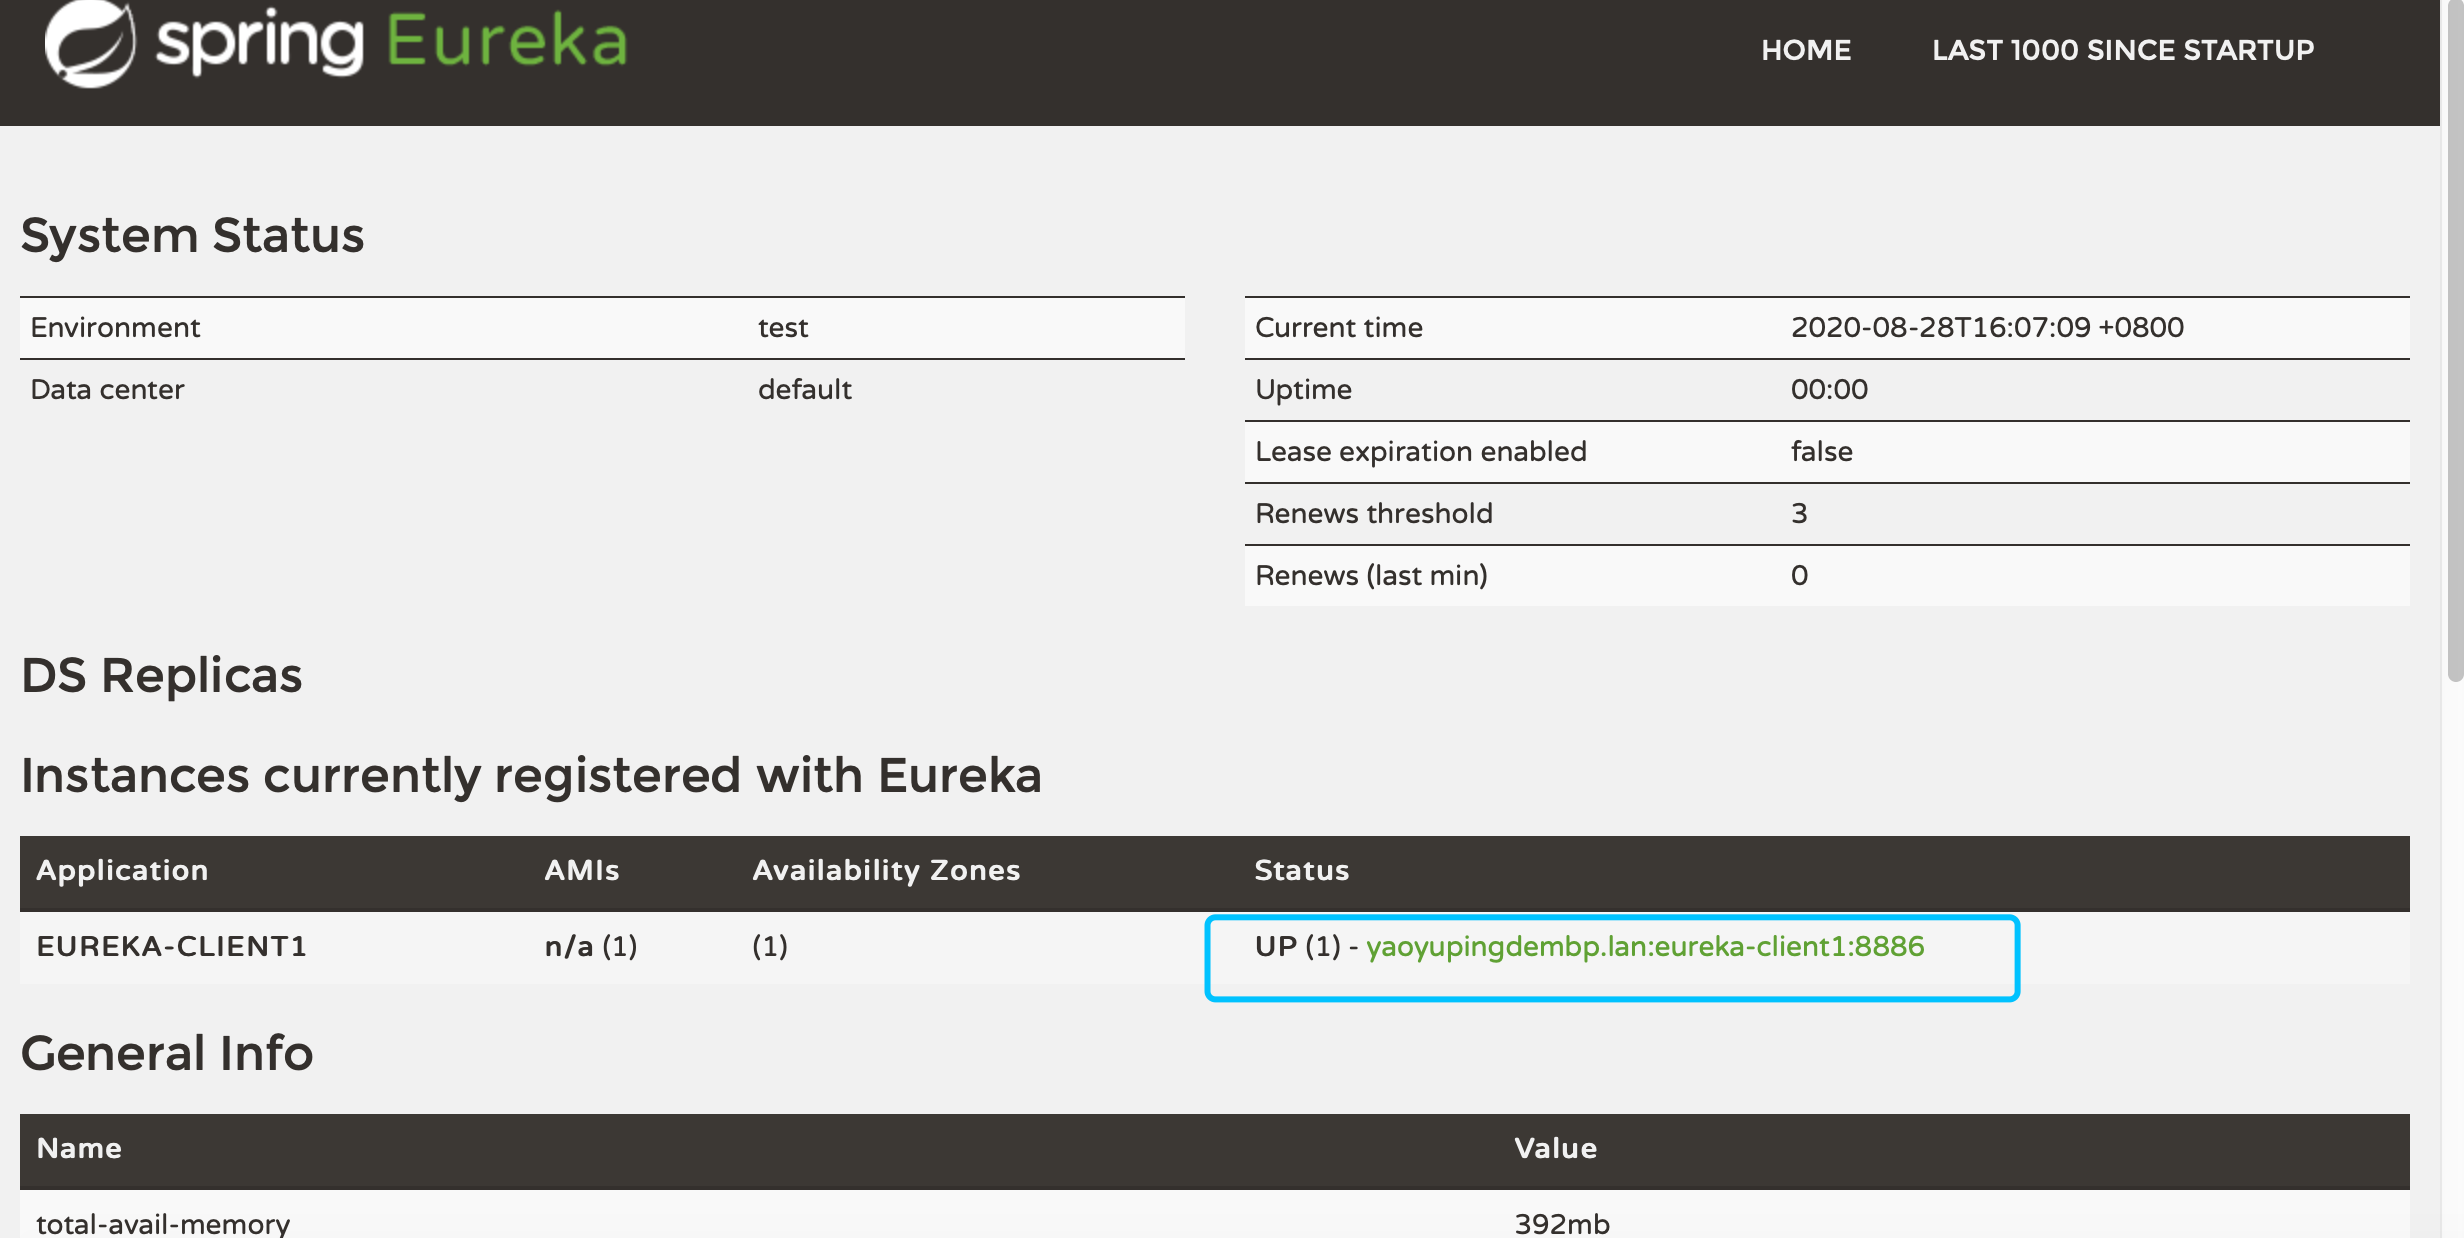 spring Eureka
HOME LAST 1000 SINCE STARTUP
System Status
Environment test
Data center default
Current time 2020-08-28T16:07:09 +0800
Uptime 00:00
Lease expiration enabled false
Renews threshold 3
Renews (last min) 0
DS Replicas
Instances currently registered with Eureka
Application AMIs Availability Zones Status
EUREKA-CLIENT1 n/a (1) (1) UP (1) - yaoyupingdembp.lan:eureka-client1:8886
General Info
Name Value
total-avail-memory 392mb